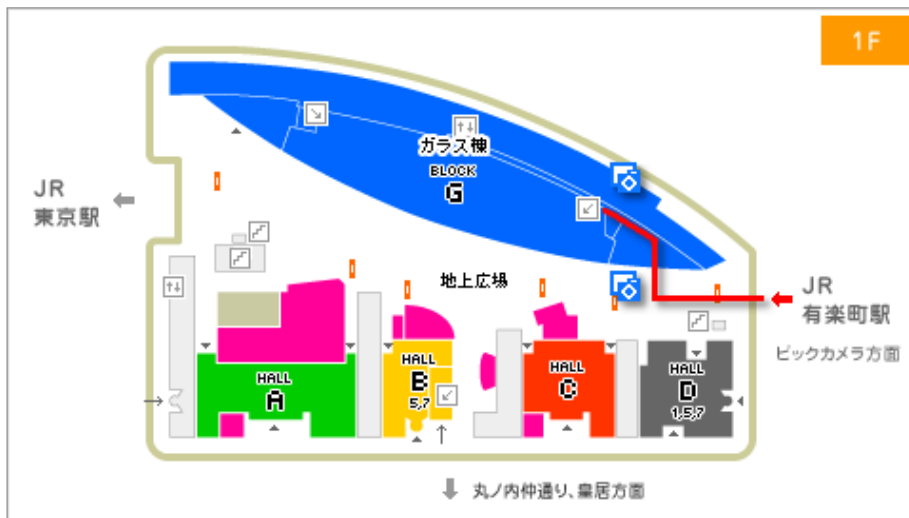 1F
ガラス棟
BLOCK
G
JR
東京駅
地上広場
JR
有楽町駅
ビックカメラ方面
HALL
A
HALL
B
5,7
HALL
C
HALL
D
1,5,7
丸ノ内仲通り、皇居方面